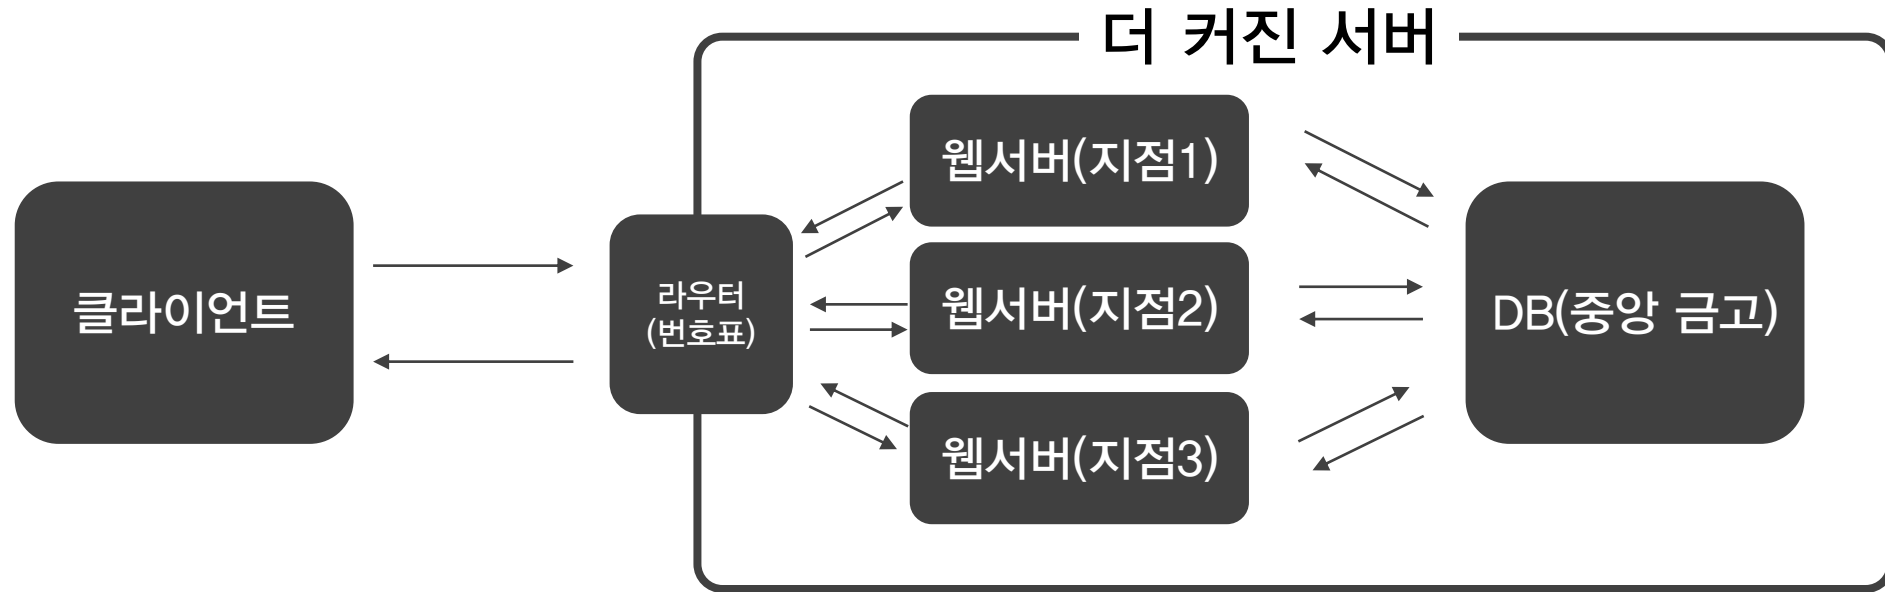 더 커진 서버
클라이언트
라우터
(번호표)
웹서버(지점1)
웹서버(지점2)
웹서버(지점3)
DB(중앙 금고)